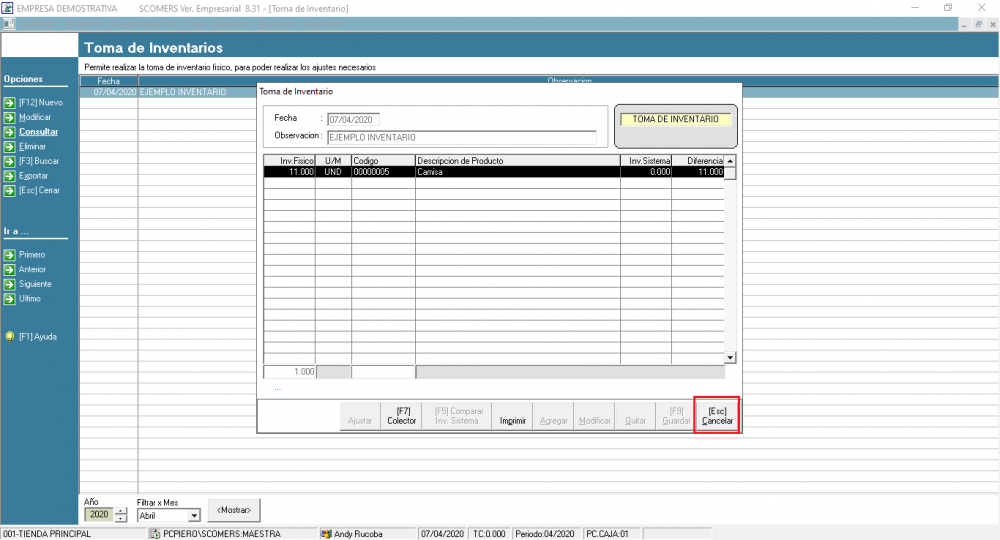 EMPRESA DEMOSTRATIVA SCOMERS Ver. Empresarial 8.31 - [Toma de Inventario]
Toma de Inventarios
Permite realizar la toma de inventario fisico, para poder realizar los ajustes necesarios
Opciones
[F12] Nuevo
Modificar
Consultar
Eliminar
[F3] Buscar
Exportar
[Esc] Cerrar
Ir a ...
Primero
Anterior
Siguiente
Ultimo
[F1] Ayuda
Fecha Observacion
07/04/2020 EJEMPLO INVENTARIO
Toma de Inventario
Fecha : 07/04/2020
TOMA DE INVENTARIO
Observacion : EJEMPLO INVENTARIO
Inv.Fisico U/M Codigo Descripcion de Producto Inv.Sistema Diferencia
11.000 UND 00000005 Camisa 0.000 11.000
1.000
...
Ajustar
[F7] Colector
[F5] Comparar Inv. Sistema
Imprimir
Agregar
Modificar
Quitar
[F9] Guardar
[Esc] Cancelar
Año Filtrar x Mes
2020 Abril <Mostrar>
001-TIENDA PRINCIPAL PCPIERO\SCOMERS:MAESTRA Andy Rucoba 07/04/2020 TC:0.000 Periodo:04/2020 PC.CAJA:01